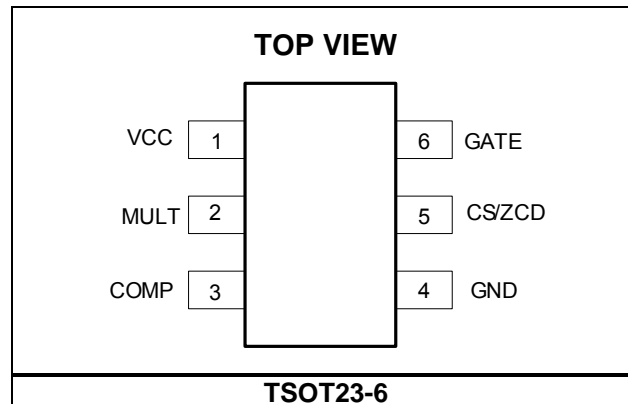 TOP VIEW
VCC 1 6 GATE
MULT 2 5 CS/ZCD
COMP 3 4 GND
TSOT23-6